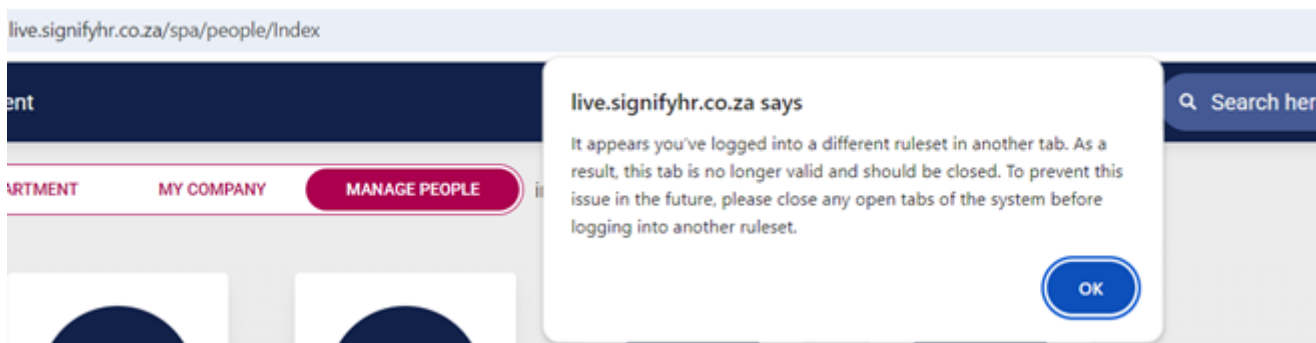 live.signifyhr.co.za/spa/people/Index
ent
live.signifyhr.co.za says
Search her
It appears you've logged into a different ruleset in another tab. As a
result, this tab is no longer valid and should be closed. To prevent this
issue in the future, please close any open tabs of the system before
logging into another ruleset.
ARTMENT
MY COMPANY
MANAGE PEOPLE
OK